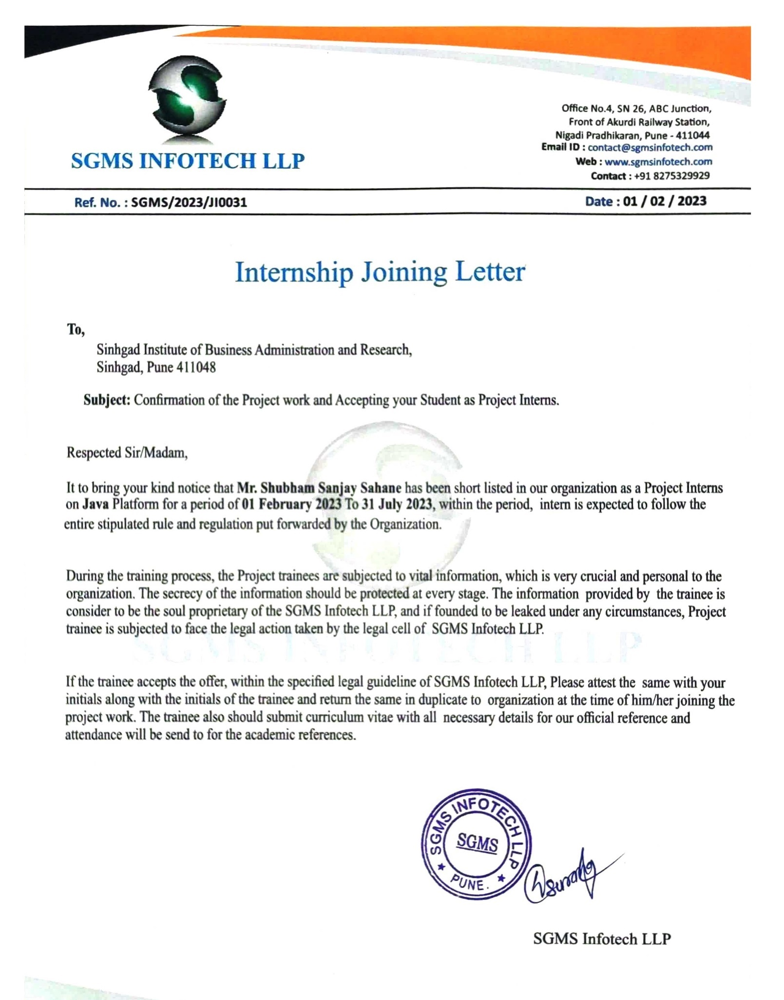 SGMS INFOTECH LLP
Office No.4, SN 26, ABC Junction,
Front of Akurdi Railway Station,
Nigadi Pradhikaran, Pune - 411044
Email ID : contact@sgmsinfotech.com
Web : www.sgmsinfotech.com
Contact : +91 8275329929
Ref. No. : SGMS/2023/JI0031
Date : 01 / 02 / 2023
Internship Joining Letter
To,
Sinhgad Institute of Business Administration and Research,
Sinhgad, Pune 411048
Subject: Confirmation of the Project work and Accepting your Student as Project Interns.
Respected Sir/Madam,
It to bring your kind notice that Mr. Shubham Sanjay Sahane has been short listed in our organization as a Project Interns
on Java Platform for a period of 01 February 2023 To 31 July 2023, within the period, intern is expected to follow the
entire stipulated rule and regulation put forwarded by the Organization.
During the training process, the Project trainees are subjected to vital information, which is very crucial and personal to the
organization. The secrecy of the information should be protected at every stage. The information provided by the trainee is
consider to be the soul proprietary of the SGMS Infotech LLP, and if founded to be leaked under any circumstances, Project
trainee is subjected to face the legal action taken by the legal cell of SGMS Infotech LLP.
SGMS INFOTECH LLP
If the trainee accepts the offer, within the specified legal guideline of SGMS Infotech LLP, Please attest the same with your
initials along with the initials of the trainee and return the same in duplicate to organization at the time of him/her joining the
project work. The trainee also should submit curriculum vitae with all necessary details for our official reference and
attendance will be send to for the academic references.
SGMS INFOTECH LLP
SGMS
PUNE.
SGMS Infotech LLP